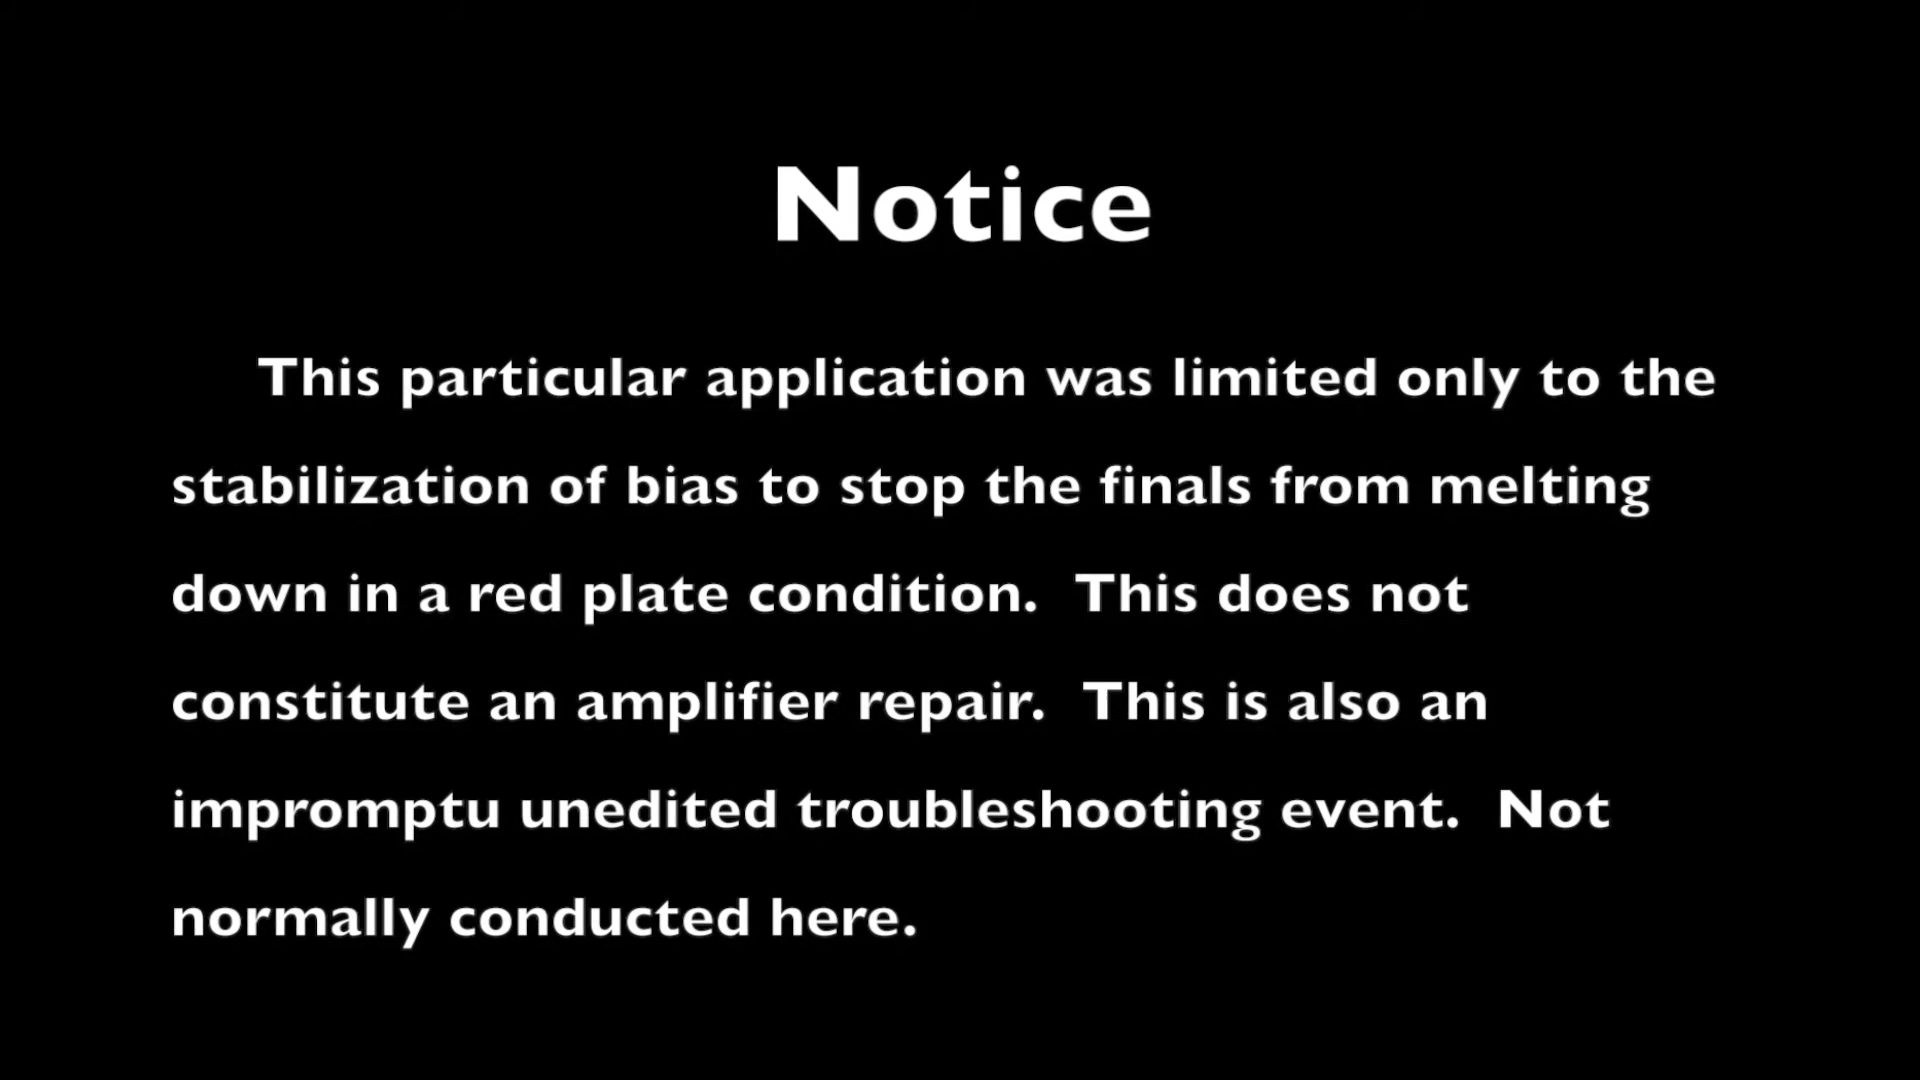 Notice
This particular application was limited only to the
stabilization of bias to stop the finals from melting
down in a red plate condition.  This does not
constitute an amplifier repair.  This is also an
impromptu unedited troubleshooting event.  Not
normally conducted here.